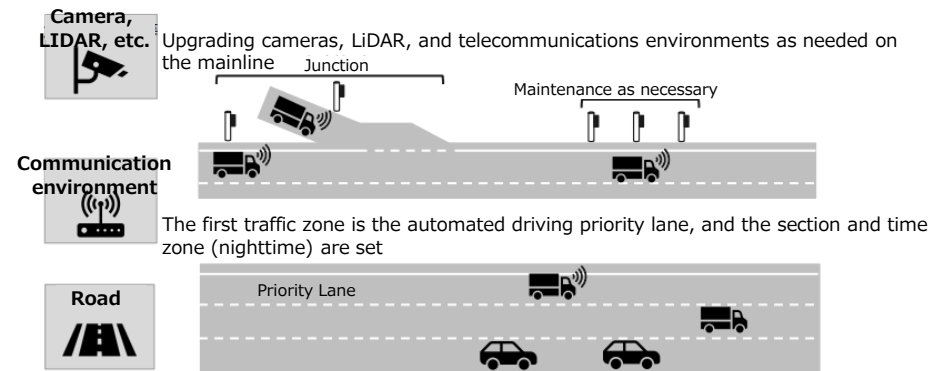 Camera,
LIDAR, etc.
Upgrading cameras, LiDAR, and telecommunications environments as needed on
the mainline
Junction
Maintenance as necessary
Communication
environment
The first traffic zone is the automated driving priority lane, and the section and time
zone (nighttime) are set
Priority Lane
Road